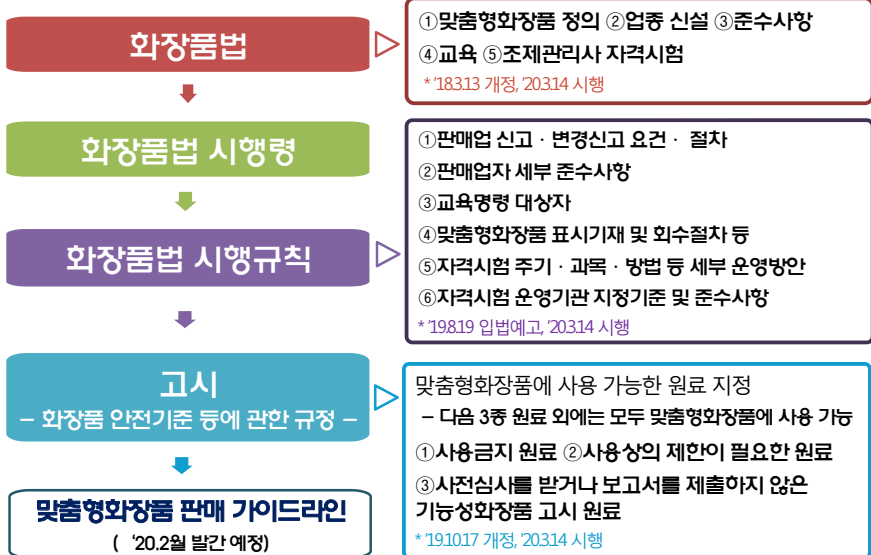 화장품법
①맞춤형화장품 정의 ②업종 신설 ③준수사항
④교육 ⑤조제관리사 자격시험
* '18.3.13 개정, '20.3.14 시행
화장품법 시행령
화장품법 시행규칙
①판매업 신고 · 변경신고 요건 · 절차
②판매업자 세부 준수사항
③교육명령 대상자
④맞춤형화장품 표시기재 및 회수절차 등
⑤자격시험 주기 · 과목 · 방법 등 세부 운영방안
⑥자격시험 운영기관 지정기준 및 준수사항
* '19.8.19 입법예고, '20.3.14 시행
고시
– 화장품 안전기준 등에 관한 규정 –
맞춤형화장품에 사용 가능한 원료 지정
– 다음 3종 원료 외에는 모두 맞춤형화장품에 사용 가능
①사용금지 원료 ②사용상의 제한이 필요한 원료
③사전심사를 받거나 보고서를 제출하지 않은
기능성화장품 고시 원료
* '19.10.17 개정, '20.3.14 시행
맞춤형화장품 판매 가이드라인
( '20.2월 발간 예정)